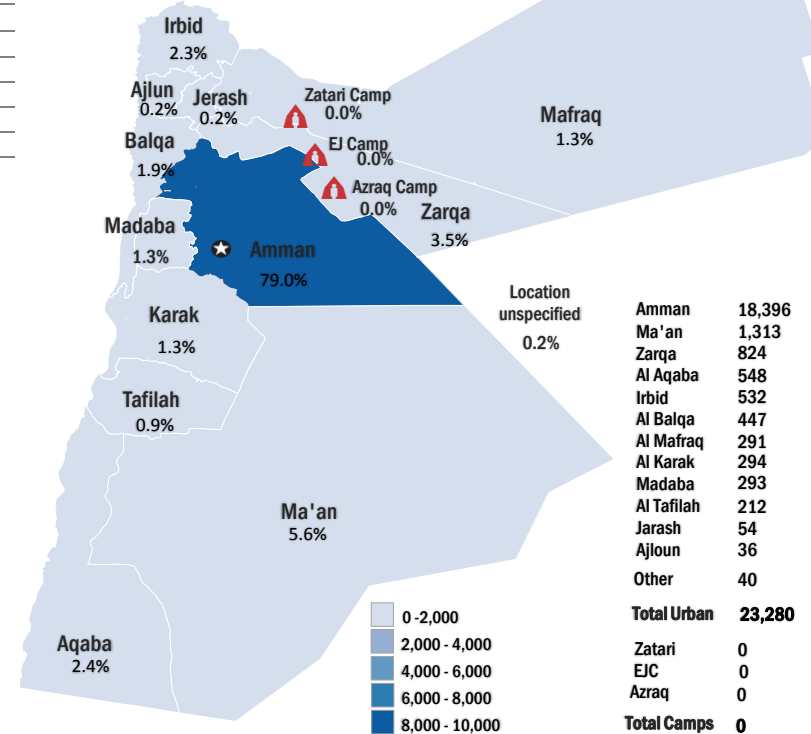 Irbid
2.3%
Ajlun
0.2%
Jerash
0.2%
Zatari Camp
0.0%
Mafraq
1.3%
Balqa
1.9%
EJ Camp
0.0%
Azraq Camp
0.0%
Zarqa
3.5%
Madaba
1.3%
Amman
79.0%
Karak
1.3%
Location
unspecified
0.2%
Tafilah
0.9%
Ma'an
5.6%
Aqaba
2.4%
0 -2,000
2,000 - 4,000
4,000 - 6,000
6,000 - 8,000
8,000 - 10,000
Amman 18,396
Ma'an 1,313
Zarqa 824
Al Aqaba 548
Irbid 532
Al Balqa 447
Al Mafraq 291
Al Karak 294
Madaba 293
Al Tafilah 212
Jarash 54
Ajloun 36
Other 40
Total Urban 23,280
Zatari 0
EJC 0
Azraq 0
Total Camps 0